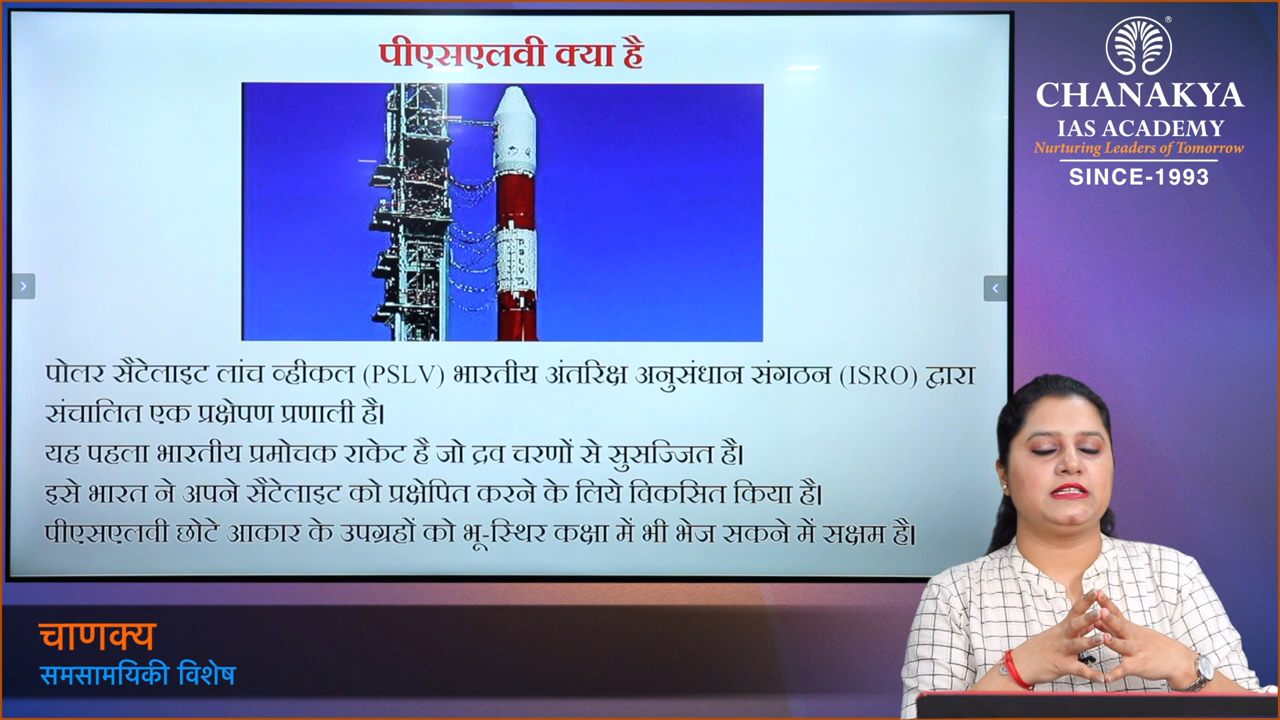 पीएसएलवी क्या है
PSLV
पोलर सैटेलाइट लांच व्हीकल (PSLV) भारतीय अंतरिक्ष अनुसंधान संगठन (ISRO) द्वारा
संचालित एक प्रक्षेपण प्रणाली है।
यह पहला भारतीय प्रमोचक राकेट है जो द्रव चरणों से सुसज्जित है।
इसे भारत ने अपने सैटेलाइट को प्रक्षेपित करने के लिये विकसित किया है।
पीएसएलवी छोटे आकार के उपग्रहों को भू-स्थिर कक्षा में भी भेज सकने में सक्षम है।
®
CHANAKYA
IAS ACADEMY
Nurturing Leaders of Tomorrow
SINCE-1993
चाणक्य
समसामयिकी विशेष